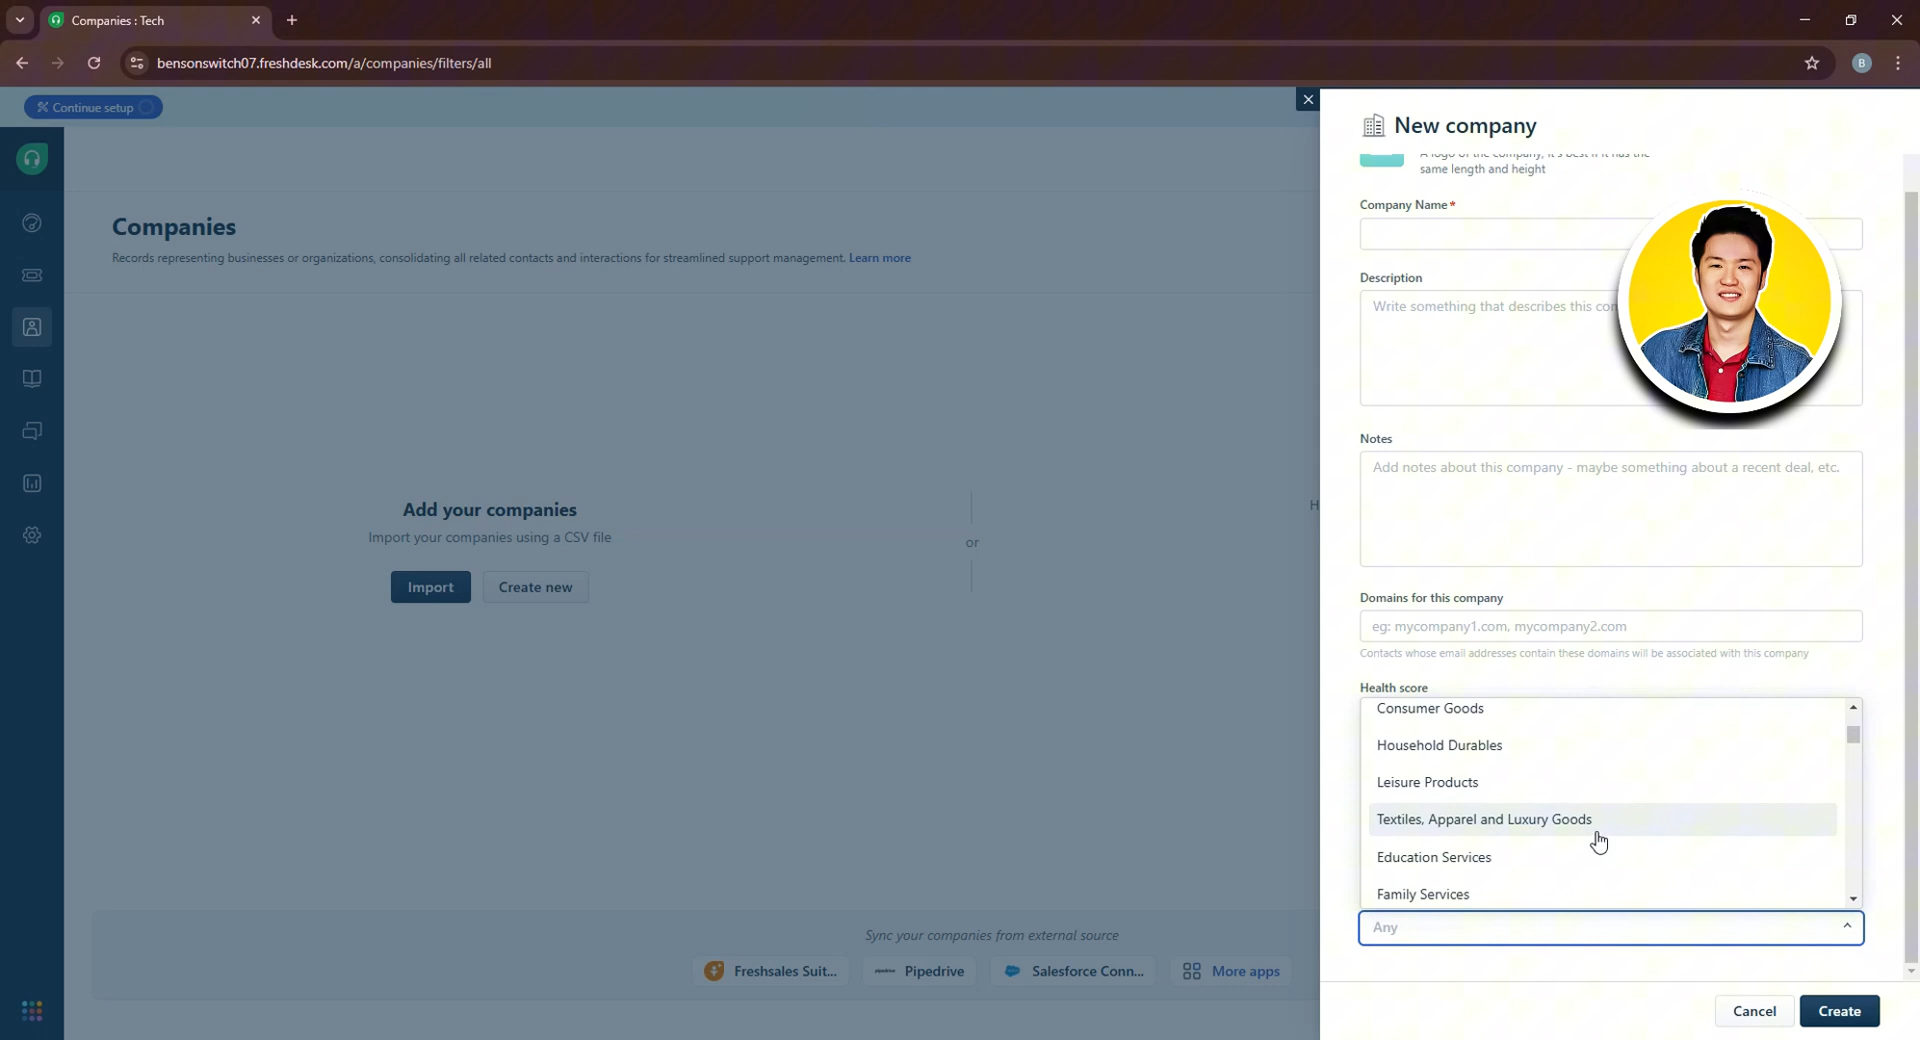 Companies : Tech
bensonswitch07.freshdesk.com/a/companies/filters/all
B
Continue setup
New company
A logo of the company, it's best if it has the
same length and height
Companies
Records representing businesses or organizations, consolidating all related contacts and interactions for streamlined support management. Learn more
Company Name*
Description
Write something that describes this com
Notes
Add notes about this company - maybe something about a recent deal, etc.
Add your companies
Import your companies using a CSV file
or
H
Import
Create new
Domains for this company
eg: mycompany1.com, mycompany2.com
Contacts whose email addresses contain these domains will be associated with this company
Health score
Consumer Goods
Household Durables
Leisure Products
Textiles, Apparel and Luxury Goods
Education Services
Family Services
Any
Sync your companies from external source
Freshsales Suit...
pipedrive
Pipedrive
Salesforce Conn...
More apps
Cancel
Create